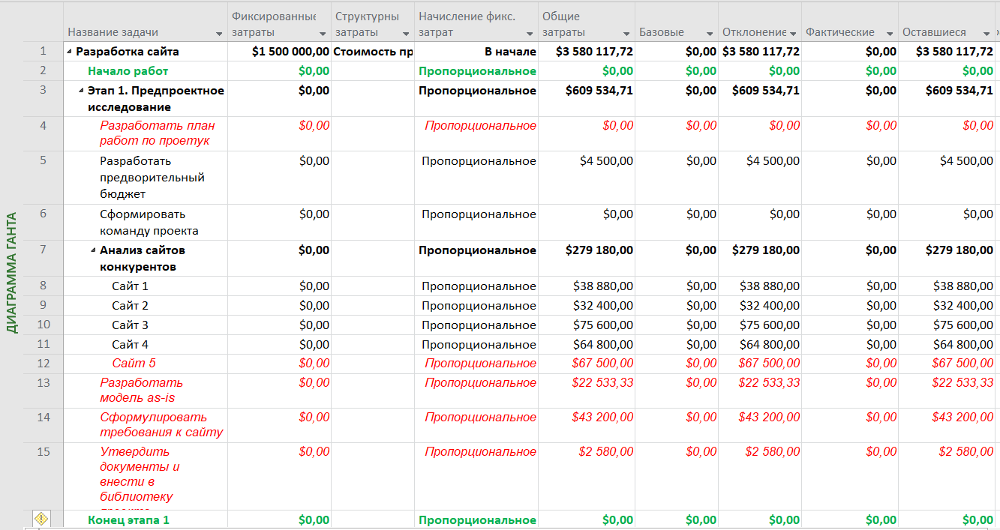 Фиксированные Структурны Начисление фикс. Общие
Название задачи затраты затраты затрат затраты Базовые Отклонение Фактические Оставшиеся
1 Разработка сайта $1 500 000,00 Стоимость пр В начале $3 580 117,72 $0,00 $3 580 117,72 $0,00 $3 580 117,72
2 Начало работ $0,00 Пропорциональное $0,00 $0,00 $0,00 $0,00 $0,00
3 Этап 1. Предпроектное $0,00 Пропорциональное $609 534,71 $0,00 $609 534,71 $0,00 $609 534,71
исследование
4 Разработать план $0,00 Пропорциональное $0,00 $0,00 $0,00 $0,00 $0,00
работ по проетук
5 Разработать $0,00 Пропорциональное $4 500,00 $0,00 $4 500,00 $0,00 $4 500,00
предворительный
бюджет
6 Сформировать $0,00 Пропорциональное $0,00 $0,00 $0,00 $0,00 $0,00
команду проекта
7 Анализ сайтов $0,00 Пропорциональное $279 180,00 $0,00 $279 180,00 $0,00 $279 180,00
конкурентов
8 Сайт 1 $0,00 Пропорциональное $38 880,00 $0,00 $38 880,00 $0,00 $38 880,00
9 Сайт 2 $0,00 Пропорциональное $32 400,00 $0,00 $32 400,00 $0,00 $32 400,00
10 Сайт 3 $0,00 Пропорциональное $75 600,00 $0,00 $75 600,00 $0,00 $75 600,00
11 Сайт 4 $0,00 Пропорциональное $64 800,00 $0,00 $64 800,00 $0,00 $64 800,00
12 Сайт 5 $0,00 Пропорциональное $67 500,00 $0,00 $67 500,00 $0,00 $67 500,00
13 Разработать $0,00 Пропорциональное $22 533,33 $0,00 $22 533,33 $0,00 $22 533,33
модель as-is
14 Сформулировать $0,00 Пропорциональное $43 200,00 $0,00 $43 200,00 $0,00 $43 200,00
требования к сайту
15 Утвердить $0,00 Пропорциональное $2 580,00 $0,00 $2 580,00 $0,00 $2 580,00
документы и
внести в
библиотеку
Конец этапа 1 $0,00 Пропорциональное $0,00 $0,00 $0,00 $0,00 $0,00
ДИАГРАММА ГАНТА